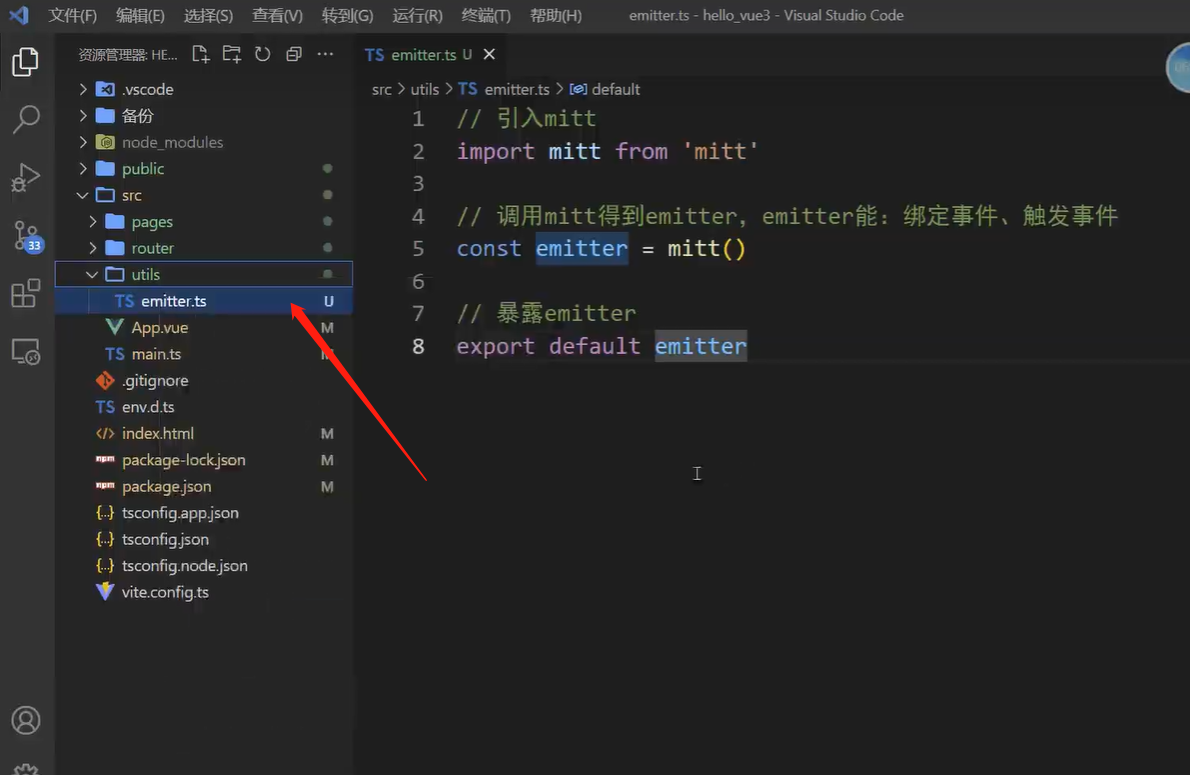 文件(F) 编辑(E) 选择(S) 查看(V) 转到(G) 运行(R) 终端(T) 帮助(H) emitter.ts - hello_vue3 - Visual Studio Code
资源管理器: HE...
TS emitter.ts U
src > utils > TS emitter.ts > default
.vscode
备份
node_modules
public
src
pages
router
utils
TS emitter.ts U
App.vue M
TS main.ts M
.gitignore
TS env.d.ts
</> index.html M
npm package-lock.json M
npm package.json M
{..} tsconfig.app.json
{..} tsconfig.json
{..} tsconfig.node.json
vite.config.ts
33
1 // 引入mitt
2 import mitt from 'mitt'
3
4 // 调用mitt得到emitter，emitter能：绑定事件、触发事件
5 const emitter = mitt()
6
7 // 暴露emitter
8 export default emitter